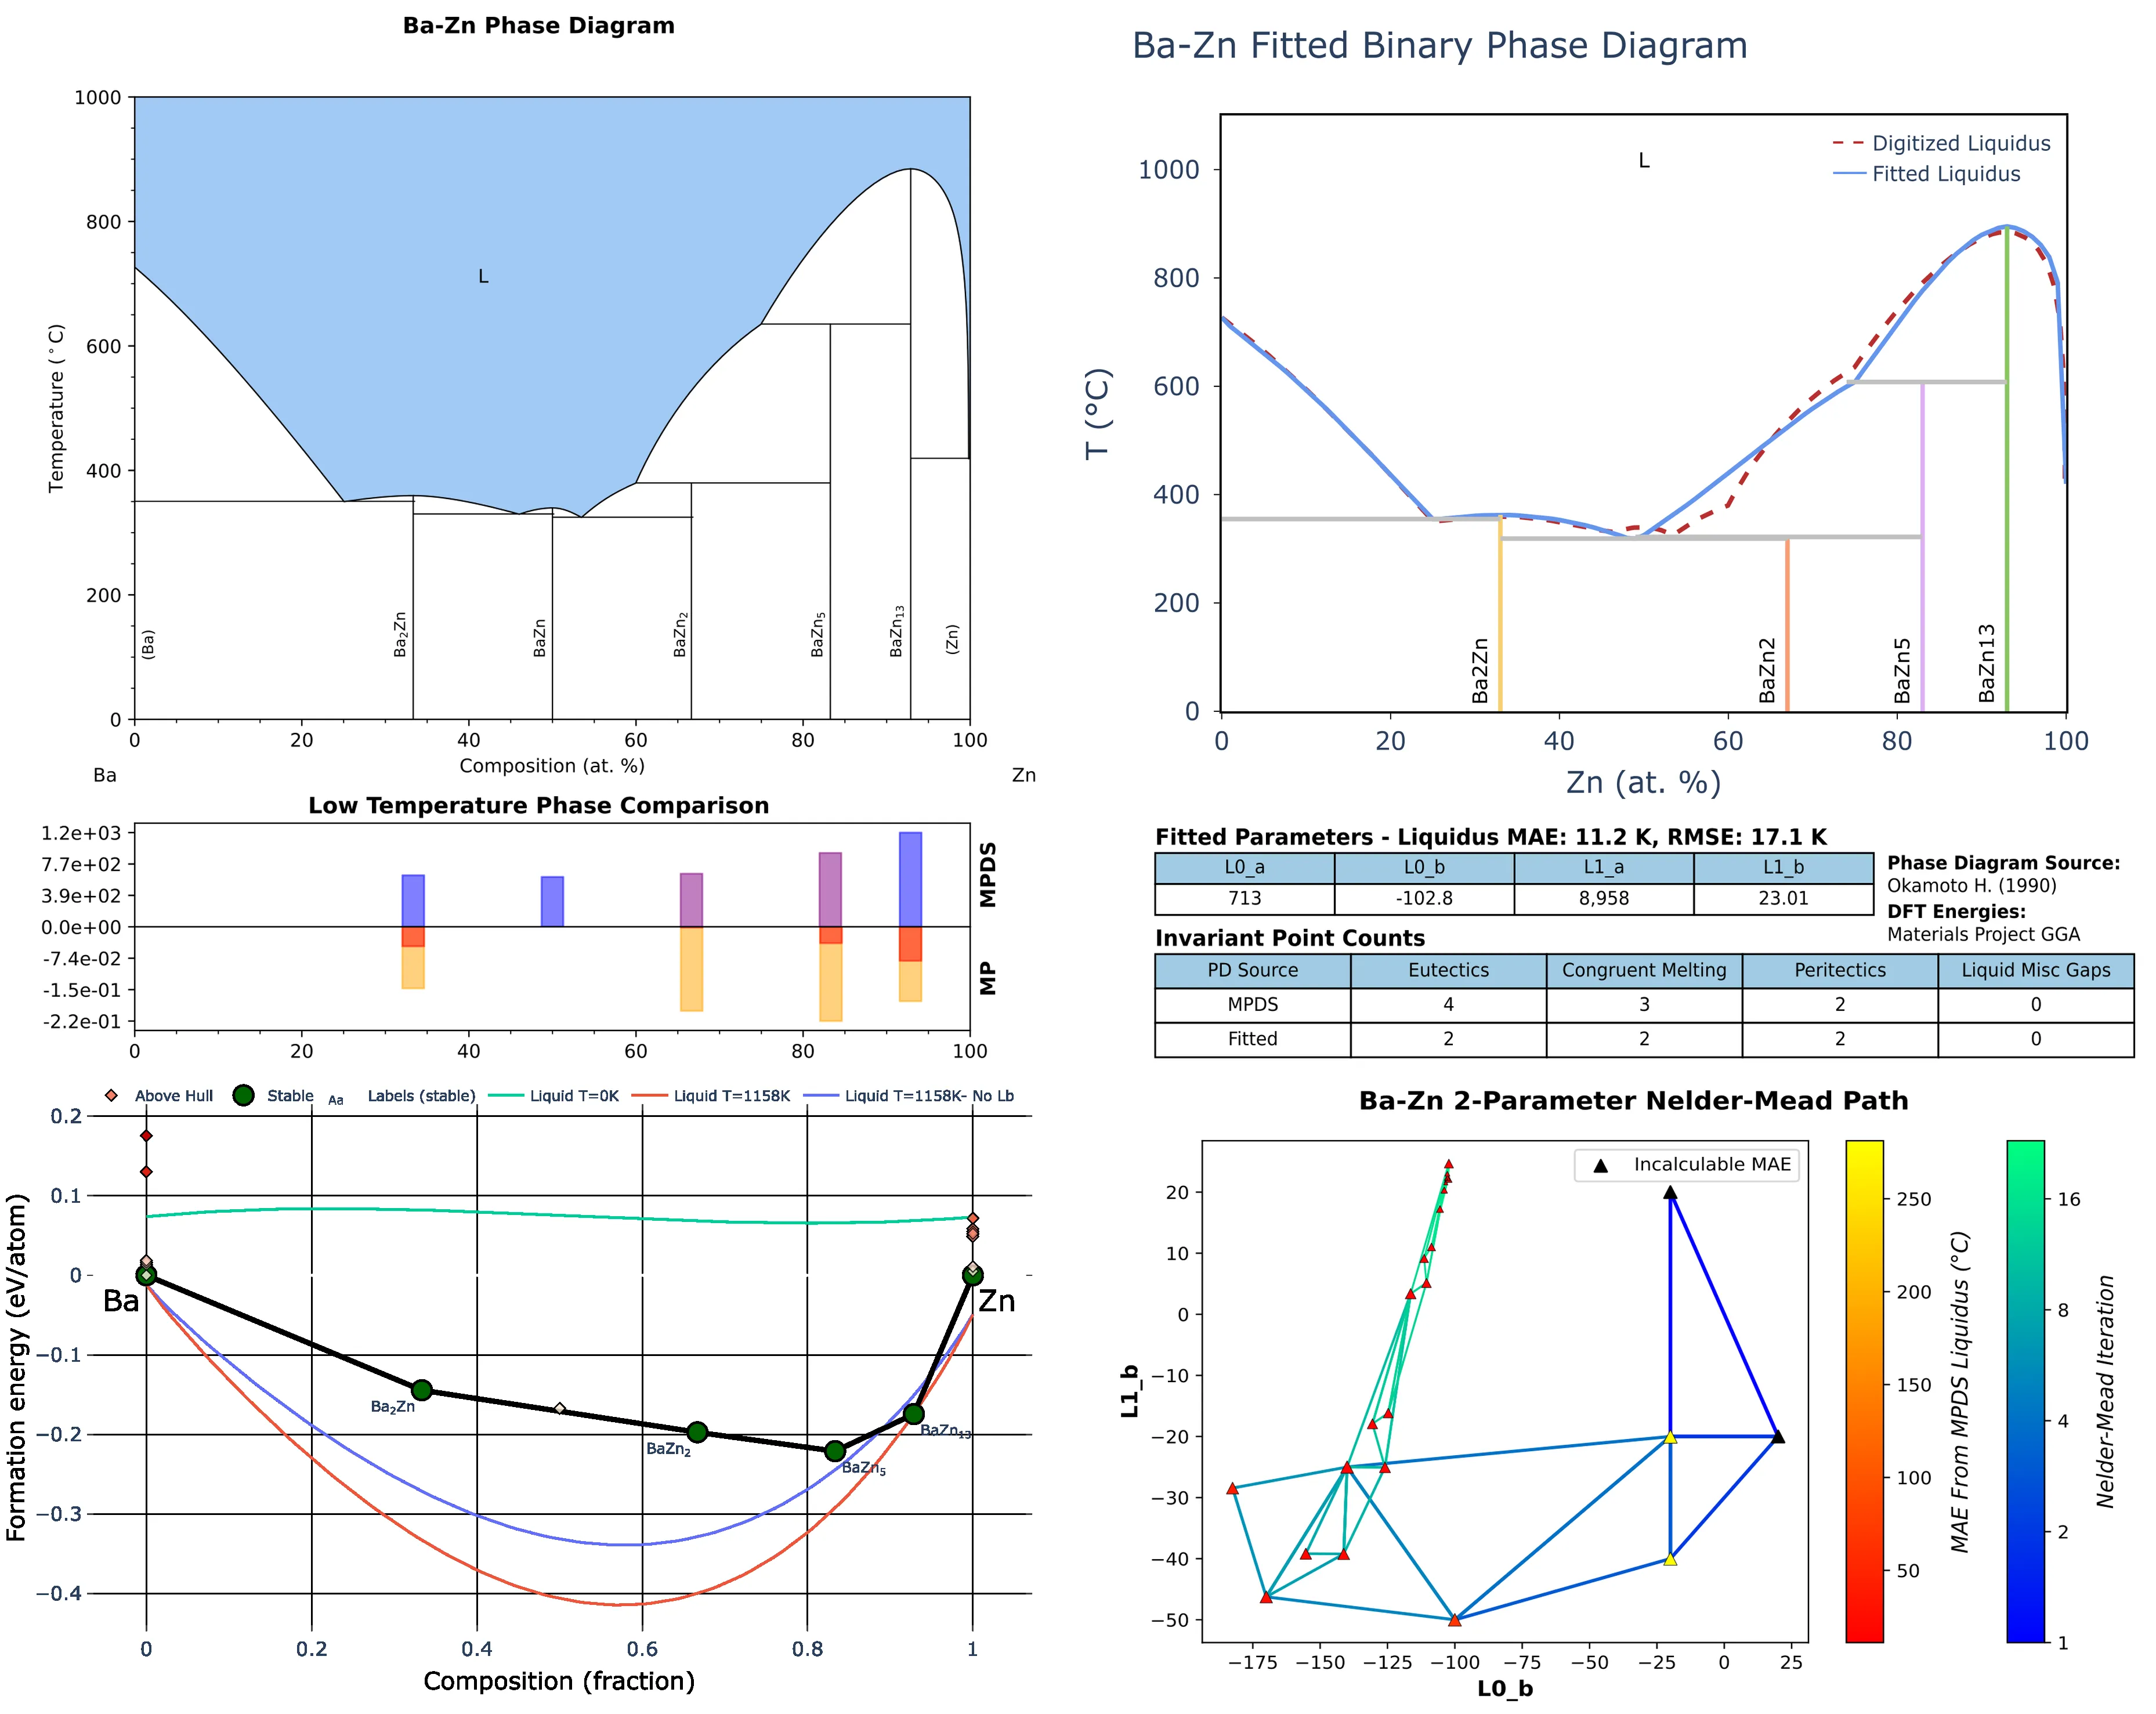 Ba-Zn Phase Diagram
1000
800
600
400
200
0
Temperature (°C)
L
(Ba)
Ba2Zn
BaZn
BaZn2
BaZn5
BaZn13
(Zn)
0 20 40 60 80 100
Composition (at. %)
Ba Zn
Low Temperature Phase Comparison
1.2e+03
7.7e+02
3.9e+02
0.0e+00
-7.4e-02
-1.5e-01
-2.2e-01
MPDS
MP
0 20 40 60 80 100
Ba-Zn Fitted Binary Phase Diagram
Digitized Liquidus
Fitted Liquidus
L
1000
800
600
400
200
0
T (°C)
Ba2Zn
BaZn2
BaZn5
BaZn13
0 20 40 60 80 100
Zn (at. %)
Fitted Parameters - Liquidus MAE: 11.2 K, RMSE: 17.1 K
L0_a L0_b L1_a L1_b
713 -102.8 8,958 23.01
Phase Diagram Source:
Okamoto H. (1990)
DFT Energies:
Materials Project GGA
Invariant Point Counts
PD Source Eutectics Congruent Melting Peritectics Liquid Misc Gaps
MPDS 4 3 2 0
Fitted 2 2 2 0
Above Hull Stable Aa Labels (stable) Liquid T=0K Liquid T=1158K Liquid T=1158K- No Lb
0.2
0.1
0
−0.1
−0.2
−0.3
−0.4
Formation energy (eV/atom)
Ba
Zn
Ba2Zn
BaZn2
BaZn5
BaZn13
0 0.2 0.4 0.6 0.8 1
Composition (fraction)
Ba-Zn 2-Parameter Nelder-Mead Path
Incalculable MAE
20
10
0
−10
−20
−30
−40
−50
L1_b
−175 −150 −125 −100 −75 −50 −25 0 25
L0_b
250
200
150
100
50
MAE From MPDS Liquidus (°C)
16
8
4
2
1
Nelder-Mead Iteration